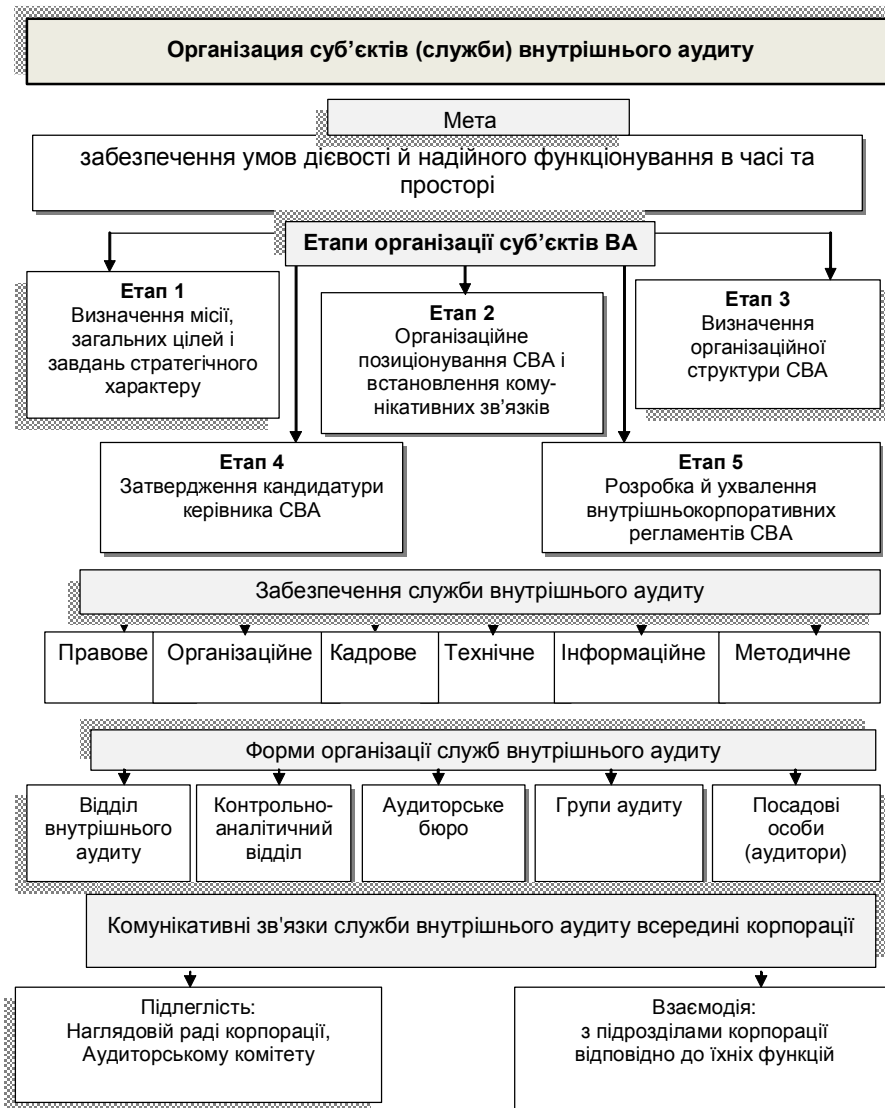 Організация суб’єктів (служби) внутрішнього аудиту
Мета
забезпечення умов дієвості й надійного функціонування в часі та
просторі
Етапи організації суб’єктів ВА
Етап 1
Визначення місії,
загальних цілей і
завдань стратегічного
характеру
Етап 2
Організаційне
позиціонування СВА і
встановлення кому-
нікативних зв’язків
Етап 3
Визначення
організаційної
структури СВА
Етап 4
Затвердження кандидатури
керівника СВА
Етап 5
Розробка й ухвалення
внутрішньокорпоративних
регламентів СВА
Забезпечення служби внутрішнього аудиту
Правове
Організаційне
Кадрове
Технічне
Інформаційне
Методичне
Форми організації служб внутрішнього аудиту
Відділ
внутрішнього
аудиту
Контрольно-
аналітичний
відділ
Аудиторське
бюро
Групи аудиту
Посадові
особи
(аудитори)
Комунікативні зв'язки служби внутрішнього аудиту всередині корпорації
Підлеглість:
Наглядовій раді корпорації,
Аудиторському комітету
Взаємодія:
з підрозділами корпорації
відповідно до їхніх функцій